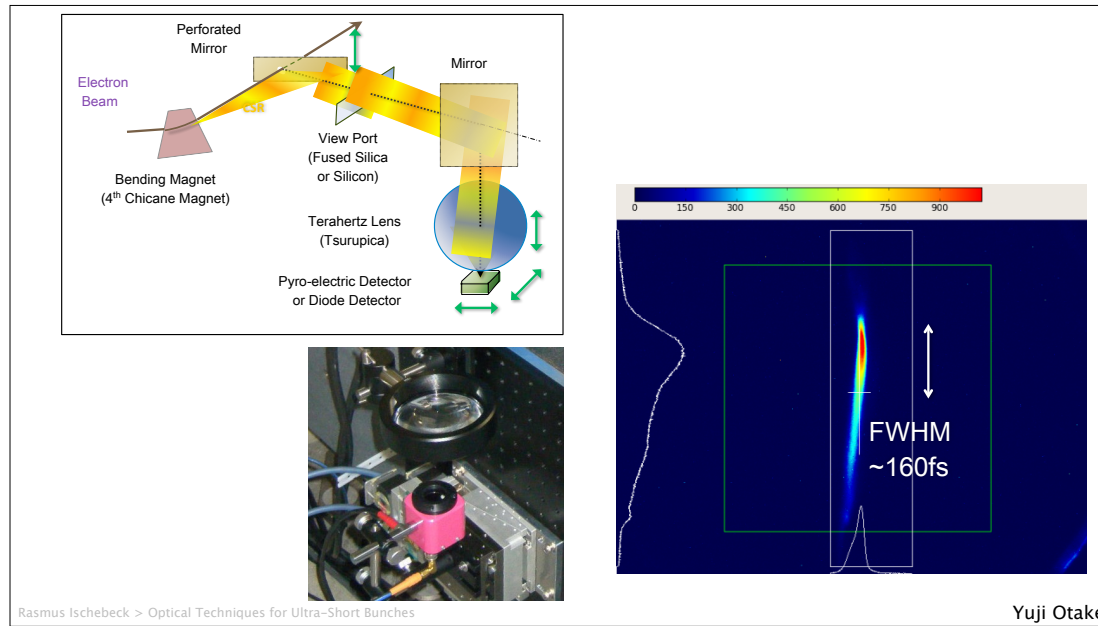 Perforated
Mirror
Mirror
Electron
Beam
CSR
View Port
(Fused Silica
or Silicon)
Bending Magnet
(4th Chicane Magnet)
Terahertz Lens
(Tsurupica)
Pyro-electric Detector
or Diode Detector
0 150 300 450 600 750 900
FWHM
~160fs
Rasmus Ischebeck > Optical Techniques for Ultra-Short Bunches
Yuji Otake